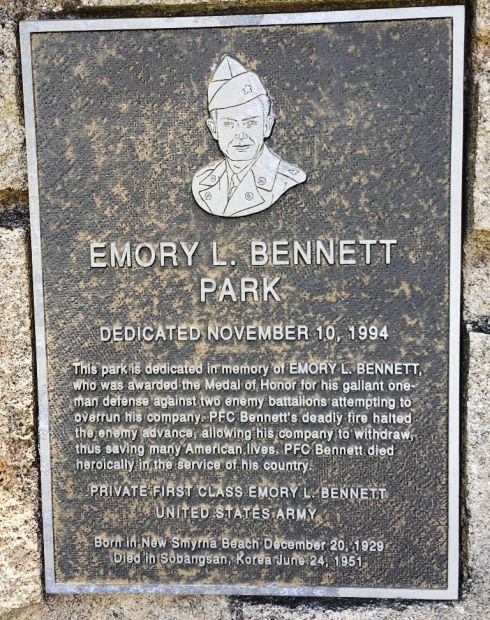 EMORY L. BENNETT
PARK
DEDICATED NOVEMBER 10, 1994
This park is dedicated in memory of EMORY L. BENNETT,
who was awarded the Medal of Honor for his gallant one-
man defense against two enemy battalions attempting to
overrun his company. PFC Bennett's deadly fire halted
the enemy advance, allowing his company to withdraw,
thus saving many American lives. PFC Bennett died
heroically in the service of his country.
PRIVATE FIRST CLASS EMORY L. BENNETT
UNITED STATES ARMY
Born in New Smyrna Beach December 20, 1929
Died in Sobangsan, Korea June 24, 1951